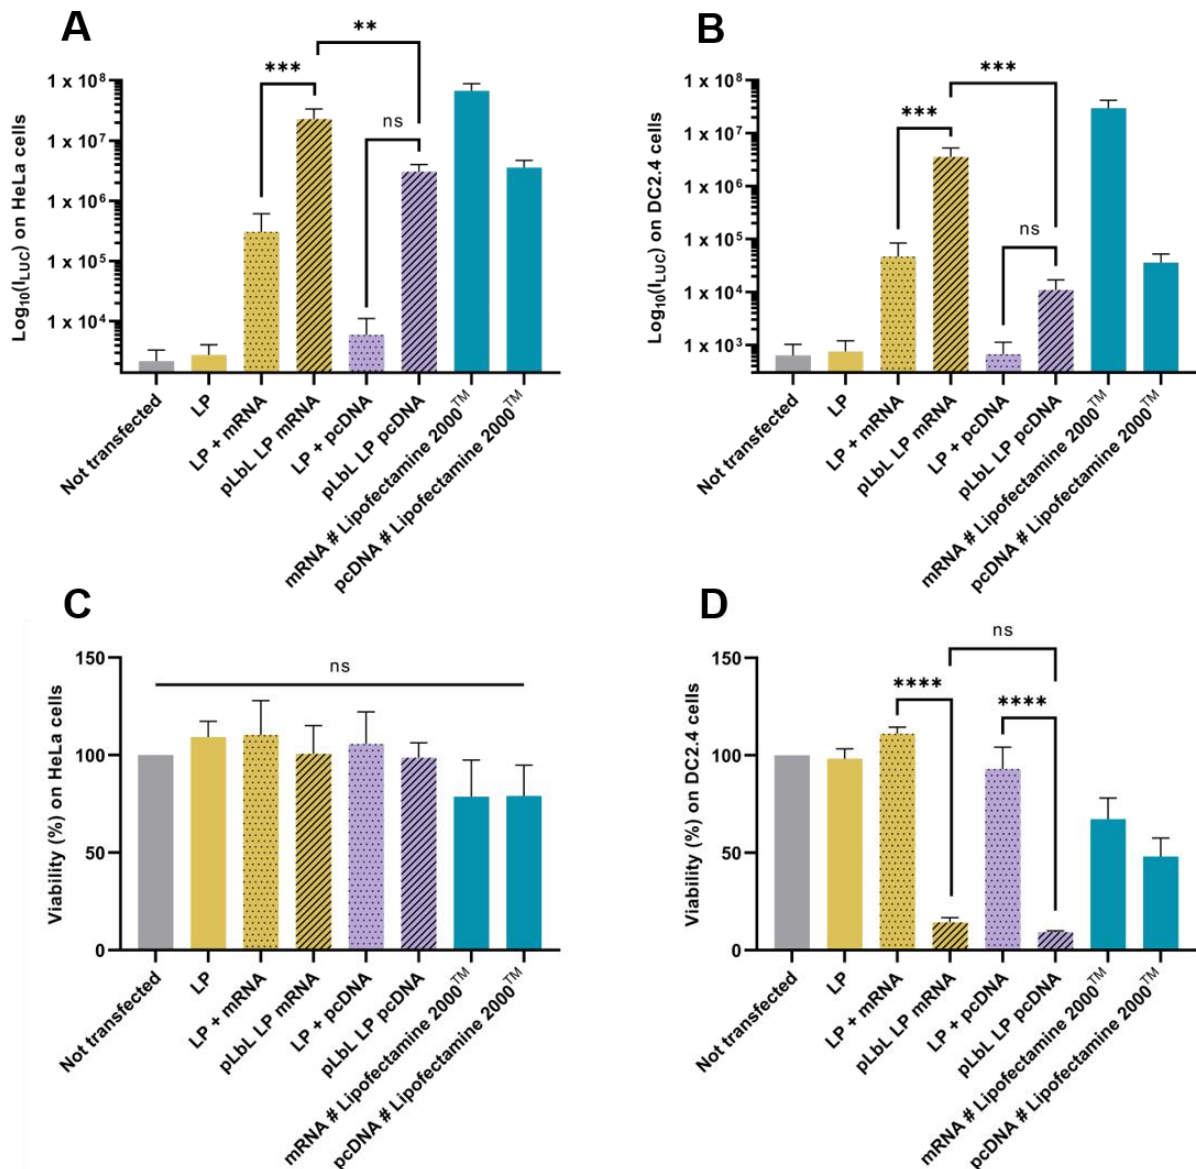 A
Log₁₀(I_LUC) on HeLa cells
1 x 10⁸
1 x 10⁷
1 x 10⁶
1 x 10⁵
1 x 10⁴
**
***
ns
Not transfected
LP
LP + mRNA
pLbL LP mRNA
LP + pcDNA
pLbL LP pcDNA
mRNA # Lipofectamine 2000™
pcDNA # Lipofectamine 2000™
B
Log₁₀(I_LUC) on DC2.4 cells
1 x 10⁸
1 x 10⁷
1 x 10⁶
1 x 10⁵
1 x 10⁴
1 x 10³
***
***
ns
Not transfected
LP
LP + mRNA
pLbL LP mRNA
LP + pcDNA
pLbL LP pcDNA
mRNA # Lipofectamine 2000™
pcDNA # Lipofectamine 2000™
C
Viability (%) on HeLa cells
150
100
50
0
ns
Not transfected
LP
LP + mRNA
pLbL LP mRNA
LP + pcDNA
pLbL LP pcDNA
mRNA # Lipofectamine 2000™
pcDNA # Lipofectamine 2000™
D
Viability (%) on DC2.4 cells
150
100
50
0
ns
****
****
Not transfected
LP
LP + mRNA
pLbL LP mRNA
LP + pcDNA
pLbL LP pcDNA
mRNA # Lipofectamine 2000™
pcDNA # Lipofectamine 2000™